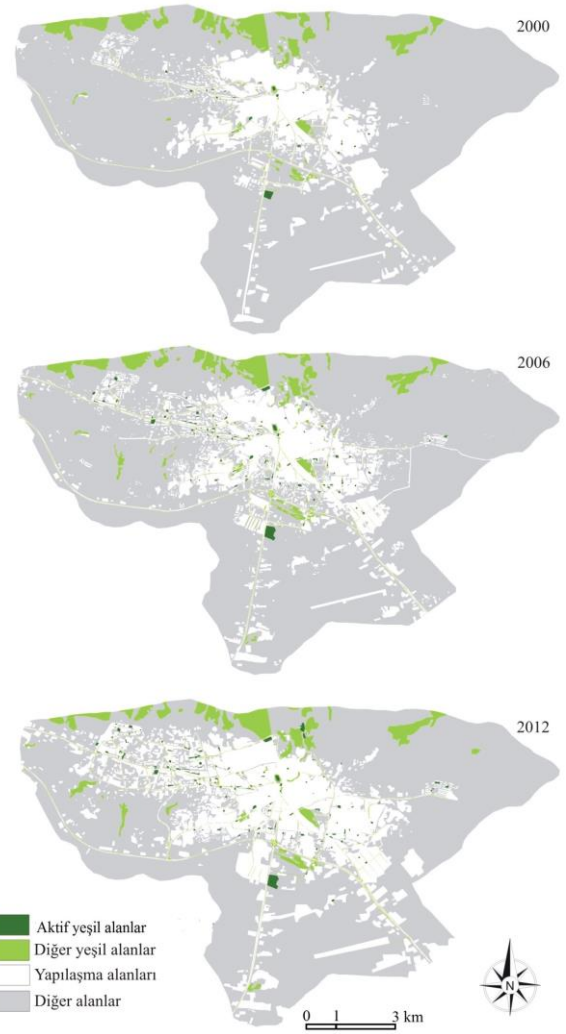 2000
2006
2012
Aktif yeşil alanlar
Diğer yeşil alanlar
Yapılaşma alanları
Diğer alanlar
0 1 3 km
N